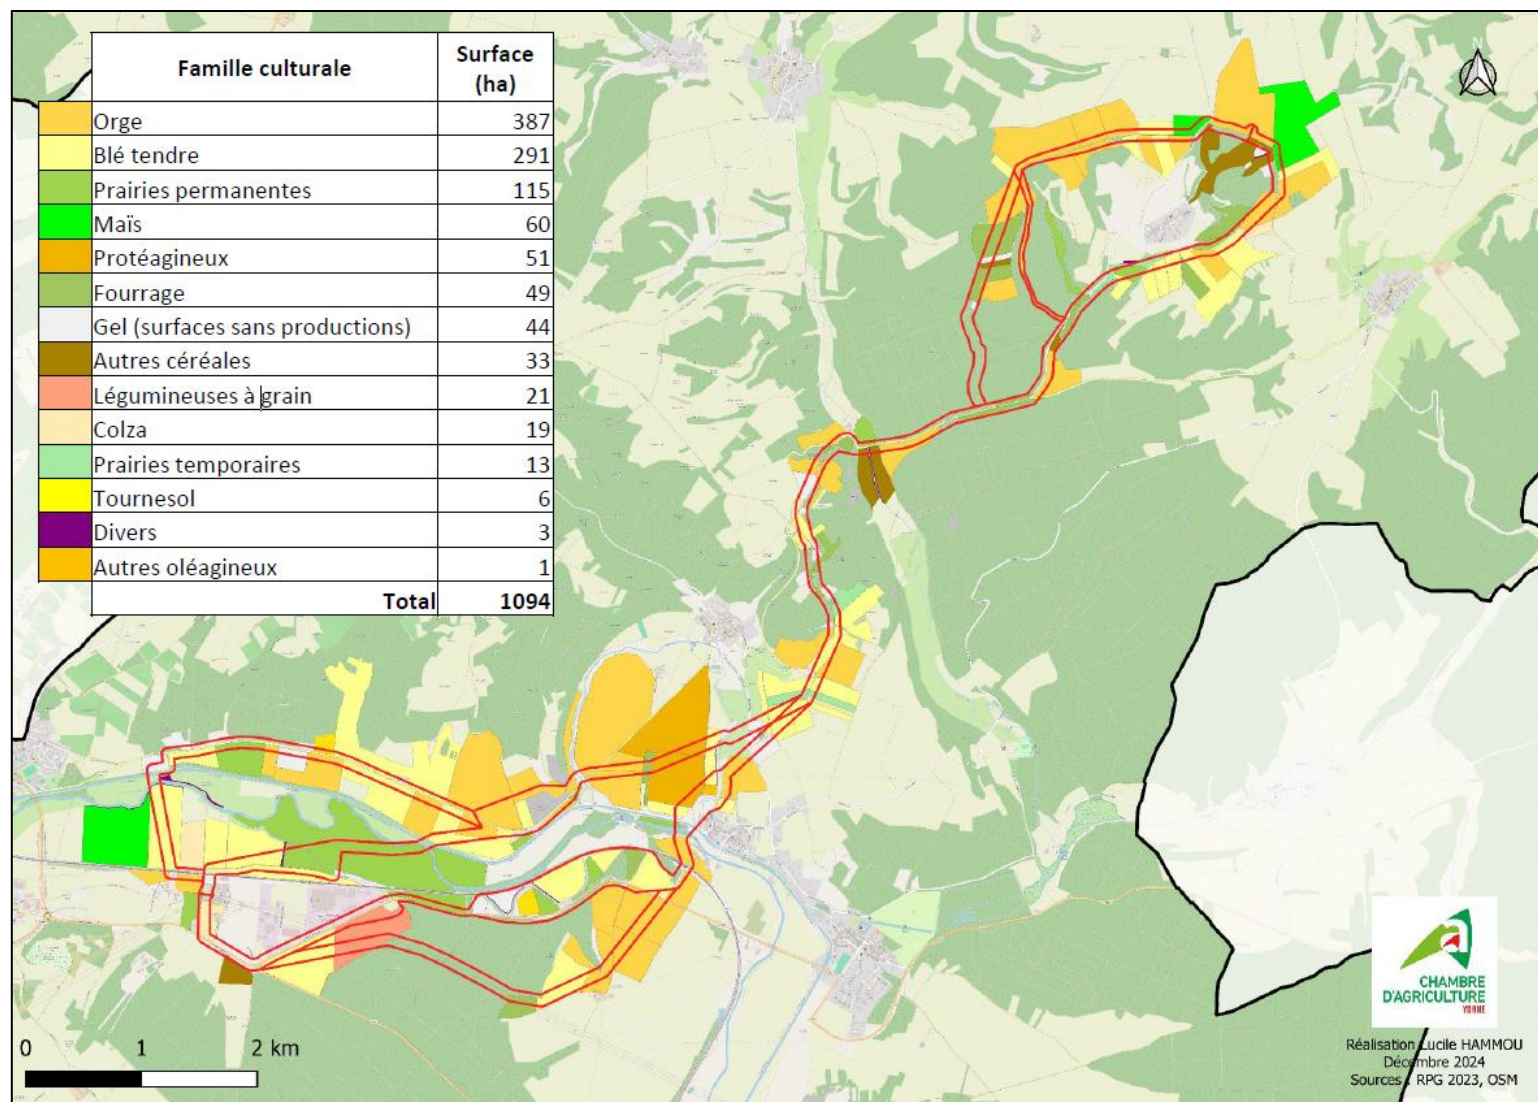 Famille culturale Surface
(ha)
Orge 387
Blé tendre 291
Prairies permanentes 115
Maïs 60
Protéagineux 51
Fourrage 49
Gel (surfaces sans productions) 44
Autres céréales 33
Légumineuses à grain 21
Colza 19
Prairies temporaires 13
Tournesol 6
Divers 3
Autres oléagineux 1
Total 1094
N
0 1 2 km
a
CHAMBRE
D'AGRICULTURE
YONNE
Réalisation Lucile HAMMOU
Décembre 2024
Sources : RPG 2023, OSM